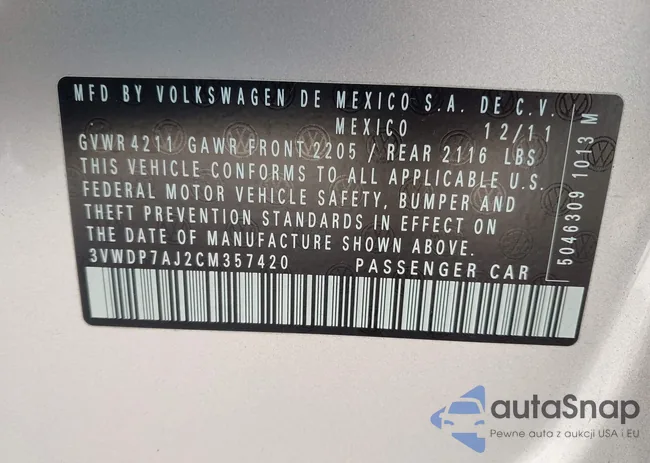 MFD BY VOLKSWAGEN DE MEXICO S.A. DE C.V.
MEXICO 12/11
GVWR 4211 GAWR FRONT 2205 / REAR 2116 LBS
THIS VEHICLE CONFORMS TO ALL APPLICABLE U.S.
FEDERAL MOTOR VEHICLE SAFETY, BUMPER AND
THEFT PREVENTION STANDARDS IN EFFECT ON
THE DATE OF MANUFACTURE SHOWN ABOVE.
3VWDP7AJ2CM357420 PASSENGER CAR
5046309 1013 M
autaSnap
Pewne auta z aukcji USA i EU